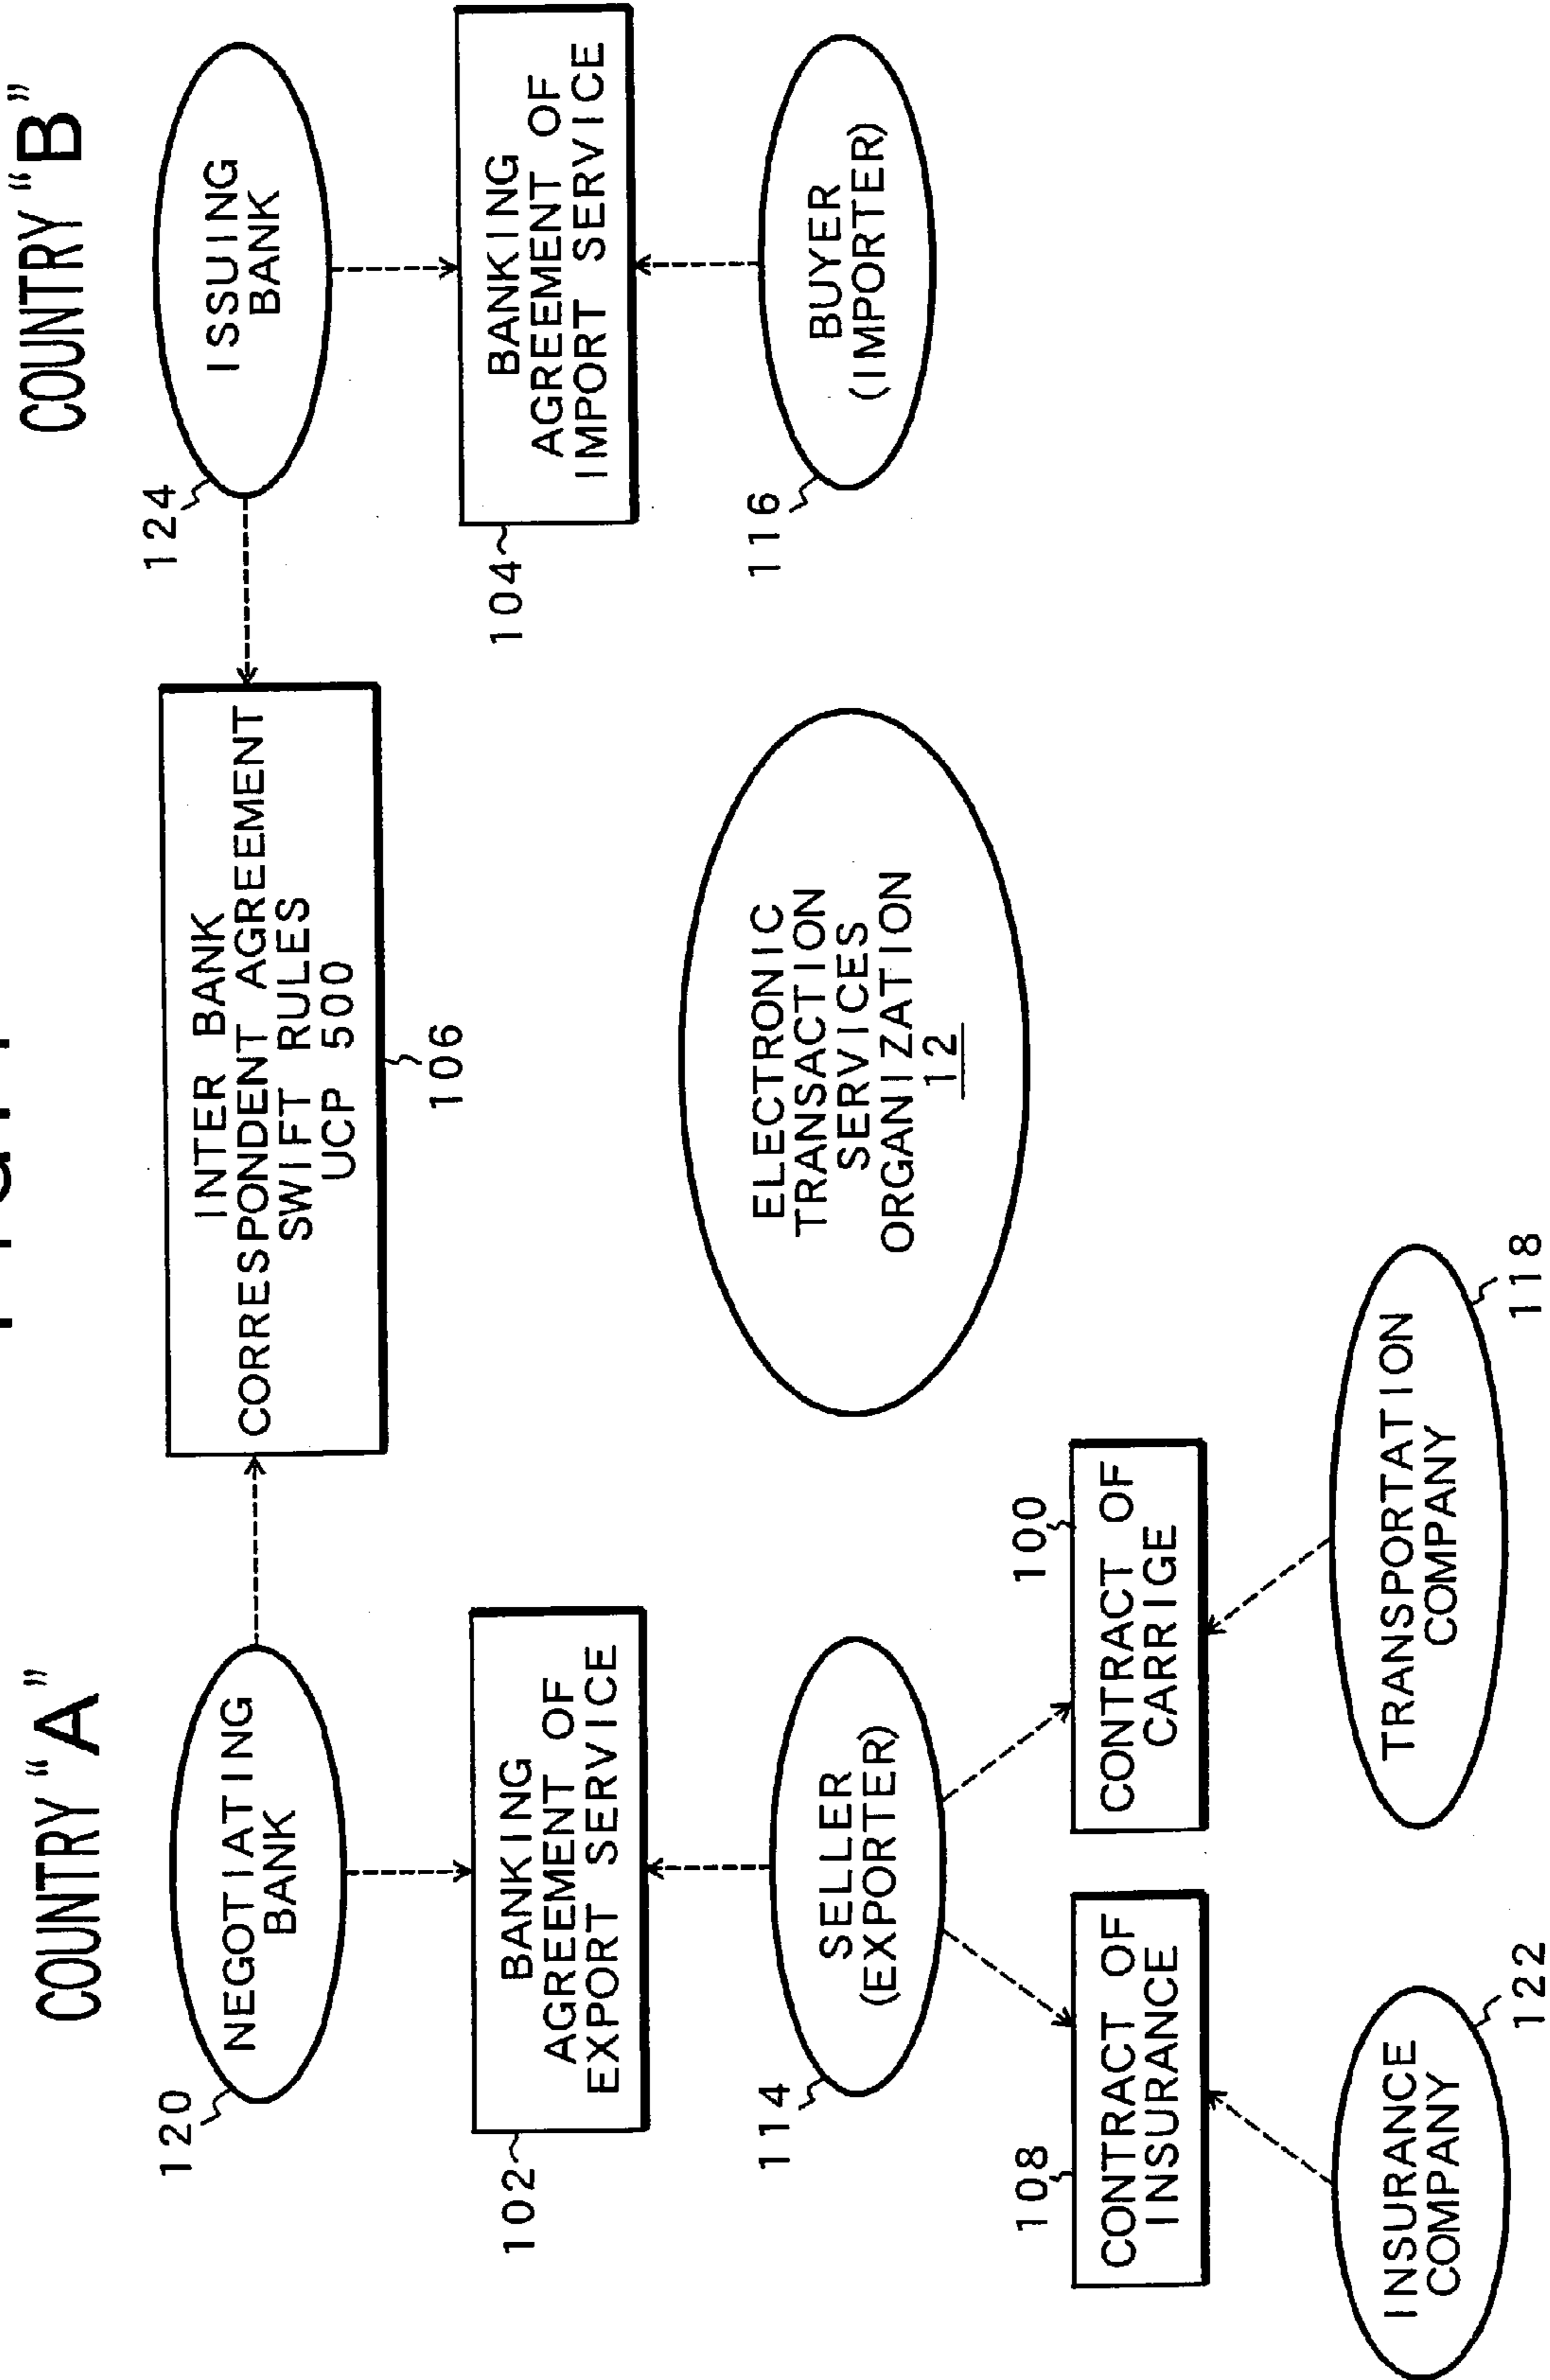 COUNTRY “A”
COUNTRY “B”
120
NEGOTIATING
BANK
INTER BANK
CORRESPONDENT AGREEMENT
SWIFT RULES
UCP 500
106
124
ISSUING
BANK
102
BANKING
AGREEMENT OF
EXPORT SERVICE
104
BANKING
AGREEMENT OF
IMPORT SERVICE
114
SELLER
(EXPORTER)
ELECTRONIC
TRANSACTION
SERVICES
ORGANIZATION
12
116
BUYER
(IMPORTER)
108
CONTRACT OF
INSURANCE
100
CONTRACT OF
CARRIGE
INSURANCE
COMPANY
122
TRANSPORTATION
COMPANY
118